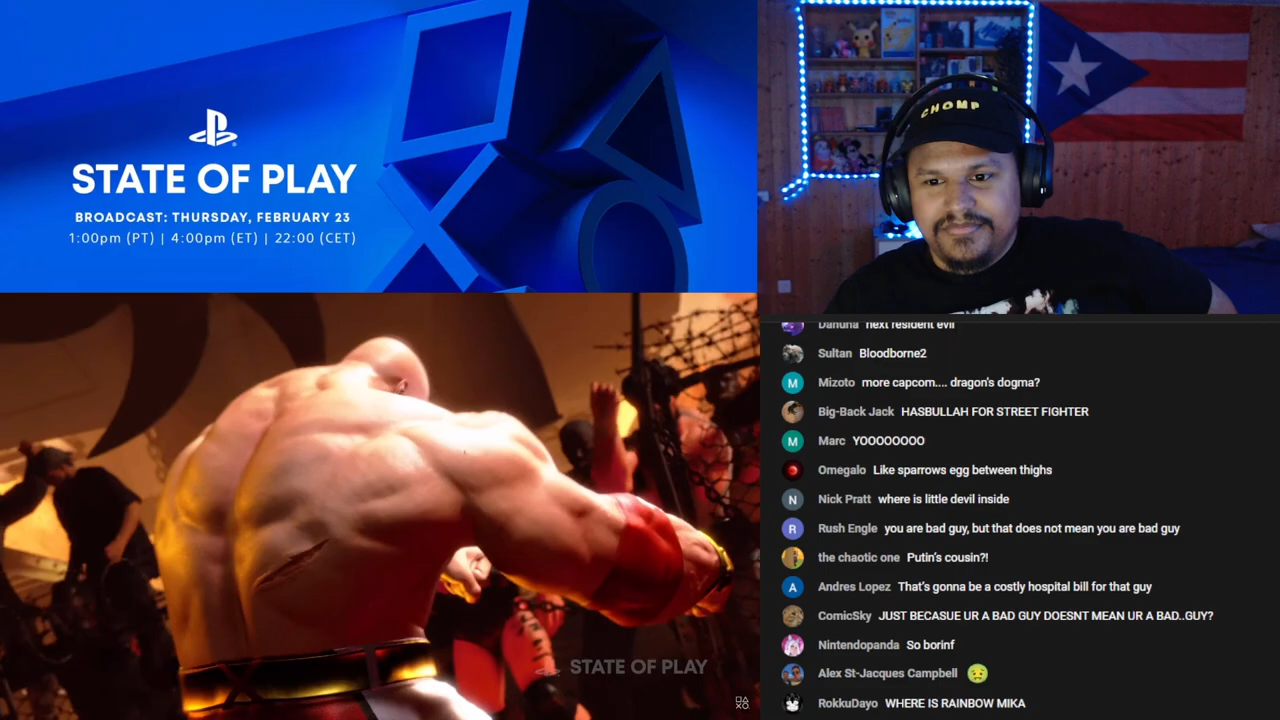 STATE OF PLAY
BROADCAST: THURSDAY, FEBRUARY 23
1:00pm (PT) | 4:00pm (ET) | 22:00 (CET)
CHOMP
STATE OF PLAY
Danuna next resident evil
Sultan Bloodborne2
M Mizoto more capcom.... dragon's dogma?
Big-Back Jack HASBULLAH FOR STREET FIGHTER
M Marc YOOOOOOOO
Omegalo Like sparrows egg between thighs
N Nick Pratt where is little devil inside
R Rush Engle you are bad guy, but that does not mean you are bad guy
the chaotic one Putin's cousin?!
A Andres Lopez That's gonna be a costly hospital bill for that guy
ComicSky JUST BECASUE UR A BAD GUY DOESNT MEAN UR A BAD..GUY?
Nintendopanda So borinf
Alex St-Jacques Campbell 🤢
RokkuDayo WHERE IS RAINBOW MIKA